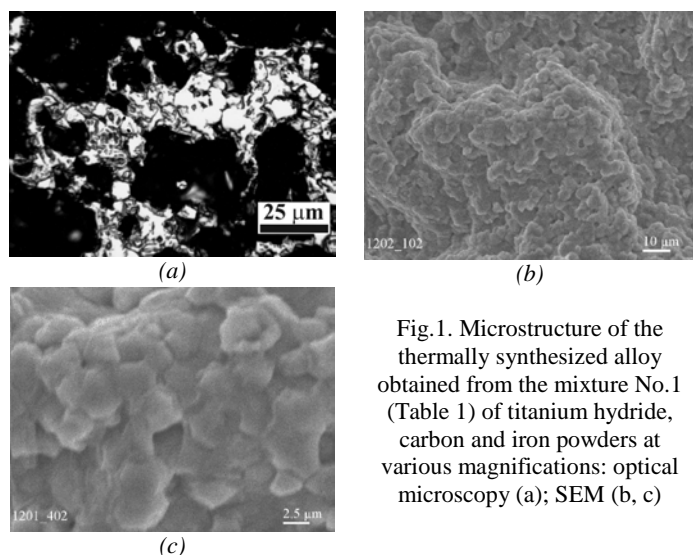 25 µm
(a)
1202_102
10 µm
(b)
1201_402
2.5 µm
(c)
Fig.1. Microstructure of the
thermally synthesized alloy
obtained from the mixture No.1
(Table 1) of titanium hydride,
carbon and iron powders at
various magnifications: optical
microscopy (a); SEM (b, c)